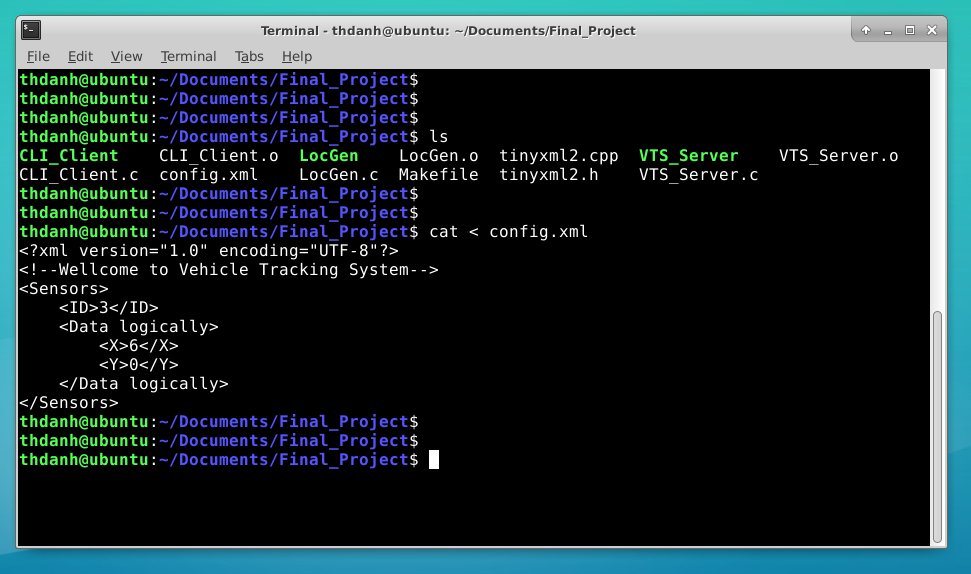 Terminal - thdanh@ubuntu: ~/Documents/Final_Project
File Edit View Terminal Tabs Help
thdanh@ubuntu:~/Documents/Final_Project$
thdanh@ubuntu:~/Documents/Final_Project$
thdanh@ubuntu:~/Documents/Final_Project$
thdanh@ubuntu:~/Documents/Final_Project$ ls
CLI_Client    CLI_Client.o  LocGen    LocGen.o  tinyxml2.cpp  VTS_Server    VTS_Server.o
CLI_Client.c  config.xml    LocGen.c  Makefile  tinyxml2.h    VTS_Server.c
thdanh@ubuntu:~/Documents/Final_Project$
thdanh@ubuntu:~/Documents/Final_Project$
thdanh@ubuntu:~/Documents/Final_Project$ cat < config.xml
<?xml version="1.0" encoding="UTF-8"?>
<!--Wellcome to Vehicle Tracking System-->
<Sensors>
    <ID>3</ID>
    <Data logically>
        <X>6</X>
        <Y>0</Y>
    </Data logically>
</Sensors>
thdanh@ubuntu:~/Documents/Final_Project$
thdanh@ubuntu:~/Documents/Final_Project$
thdanh@ubuntu:~/Documents/Final_Project$